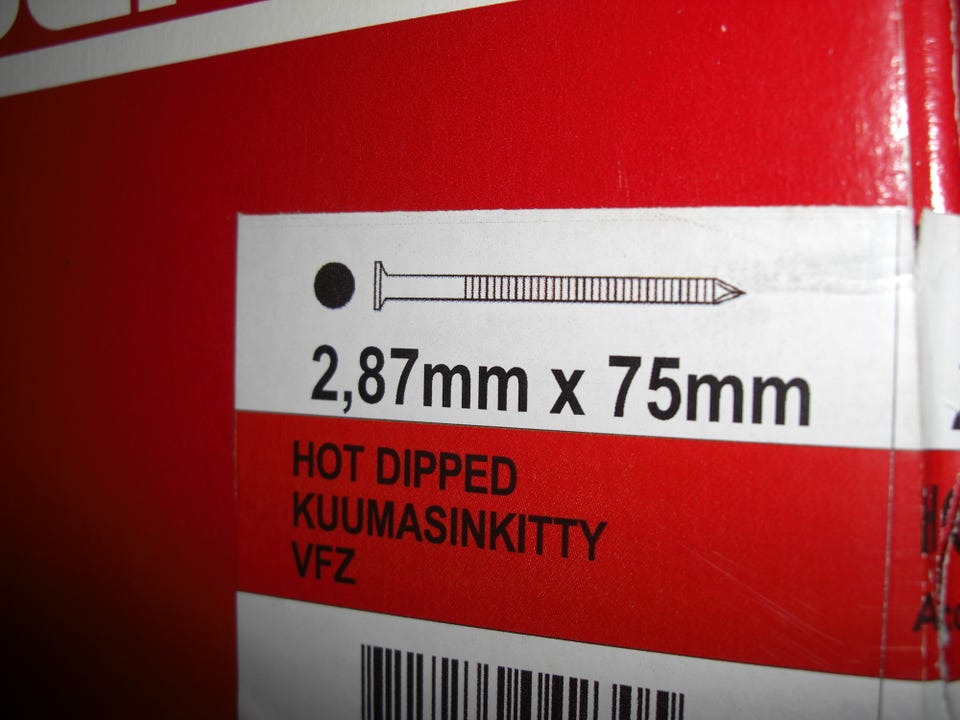 2,87mm x 75mm
HOT DIPPED
KUUMASINKITTY
VFZ